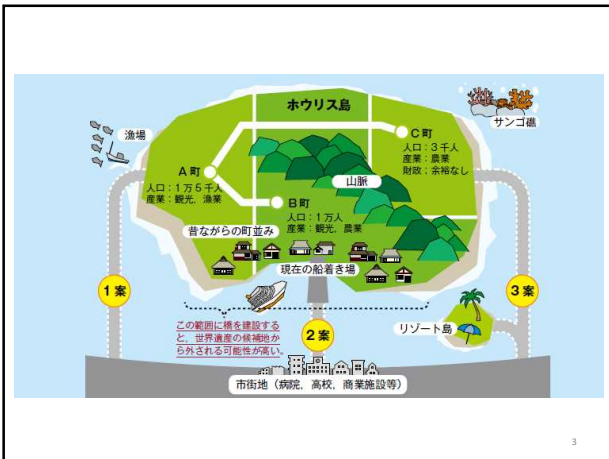 ホウリス島
サンゴ礁
漁場
C町
人口：3千人
産業：農業
財政：余裕なし
A町
人口：1万5千人
産業：観光，漁業
山脈
B町
人口：1万人
産業：観光，農業
昔ながらの町並み
現在の船着き場
1案
3案
この範囲に橋を建設する
と，世界遺産の候補地か
ら外される可能性が高い。
2案
リゾート島
市街地（病院，高校，商業施設等）
3